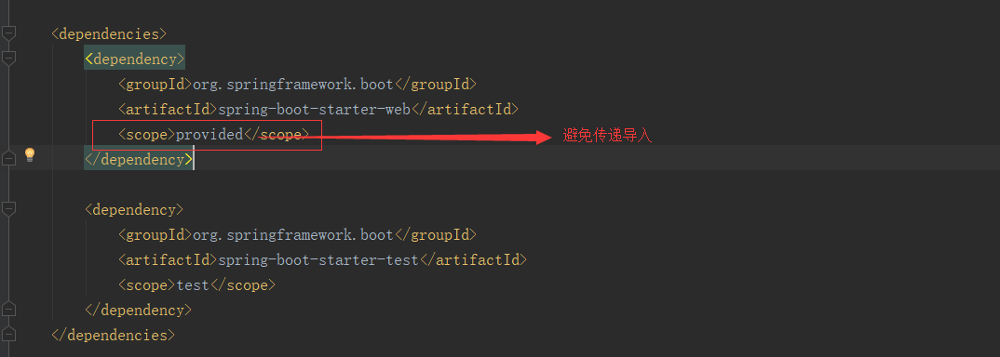 <dependencies>
<dependency>
<groupId>org.springframework.boot</groupId>
<artifactId>spring-boot-starter-web</artifactId>
<scope>provided</scope>
避免传递导入
</dependency>
<dependency>
<groupId>org.springframework.boot</groupId>
<artifactId>spring-boot-starter-test</artifactId>
<scope>test</scope>
</dependency>
</dependencies>